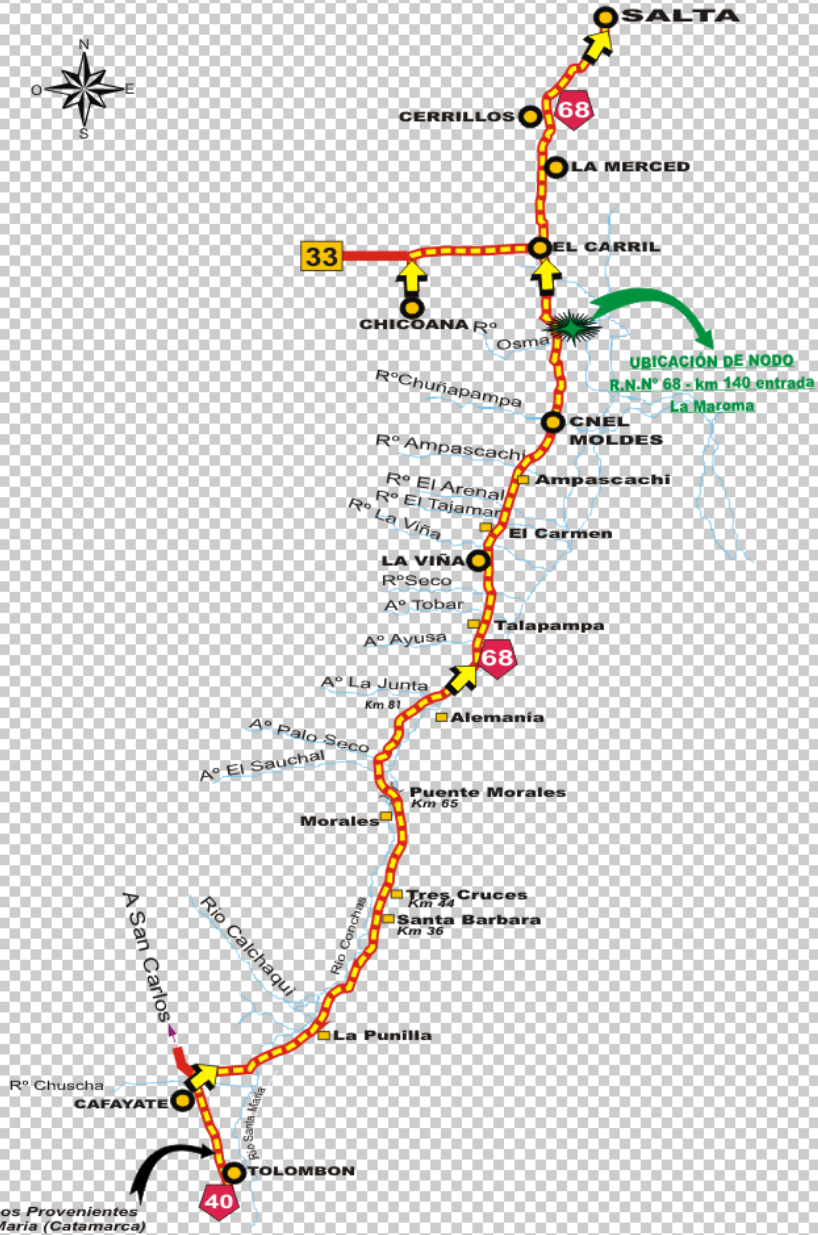 SALTA
N
O
E
S
68
CERRILLOS
LA MERCED
EL CARRIL
33
CHICOANA
Rº
Osma
UBICACIÓN DE NODO
R.N.Nº 68 - km 140 entrada
La Maroma
RºChuñapampa
CNEL
MOLDES
Rº Ampascachi
Ampascachi
Rº El Arenal
Rº El Tajamar
Rº La Viña
El Carmen
LA VIÑA
RºSeco
Aº Tobar
Talapampa
Aº Ayusa
68
Aº La Junta
Km 81
Alemanía
Aº Palo Seco
Aº El Sauchal
Puente Morales
Km 65
Morales
Tres Cruces
Km 44
Santa Barbara
Km 36
Rio Conchas
A San Carlos
Rio Calchaqui
La Punilla
Rº Chuscha
CAFAYATE
Rio Santa Maria
TOLOMBON
40
os Provenientes
Maria (Catamarca)